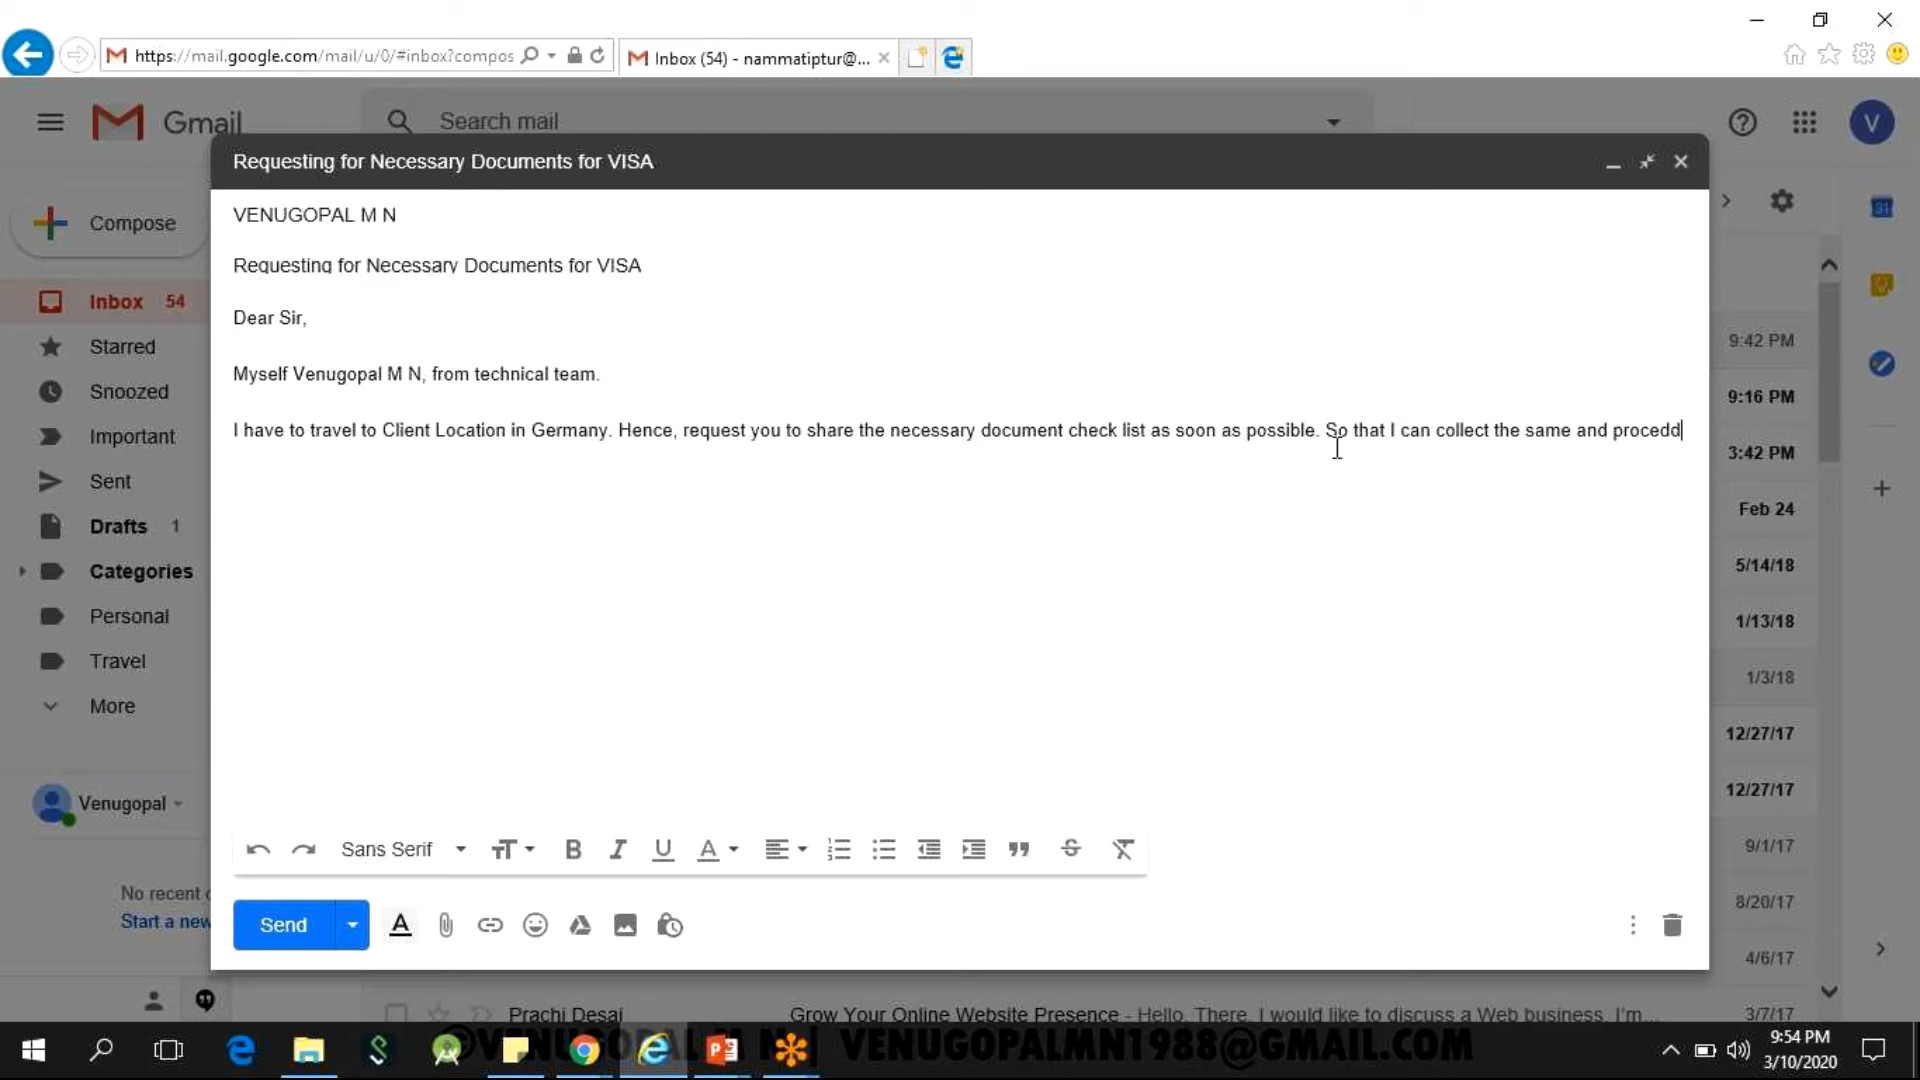 https://mail.google.com/mail/u/0/#inbox?compos
Inbox (54) - nammatiptur@...
Gmail
Search mail
Requesting for Necessary Documents for VISA
VENUGOPAL M N
Compose
31
Requesting for Necessary Documents for VISA
Inbox 54
Dear Sir,
Starred
9:42 PM
Myself Venugopal M N, from technical team.
Snoozed
9:16 PM
I have to travel to Client Location in Germany. Hence, request you to share the necessary document check list as soon as possible. So that I can collect the same and procedd
Important
3:42 PM
Sent
Feb 24
Drafts 1
Categories
5/14/18
Personal
1/13/18
Travel
1/3/18
More
12/27/17
Venugopal
12/27/17
Sans Serif
9/1/17
No recent
Start a new
8/20/17
Send
4/6/17
Prachi Desai
Grow Your Online Website Presence - Hello, There, I would like to discuss a Web business, I'm...
3/7/17
©VENUGOPAL M N | VENUGOPALMN1988@GMAIL.COM
9:54 PM
3/10/2020